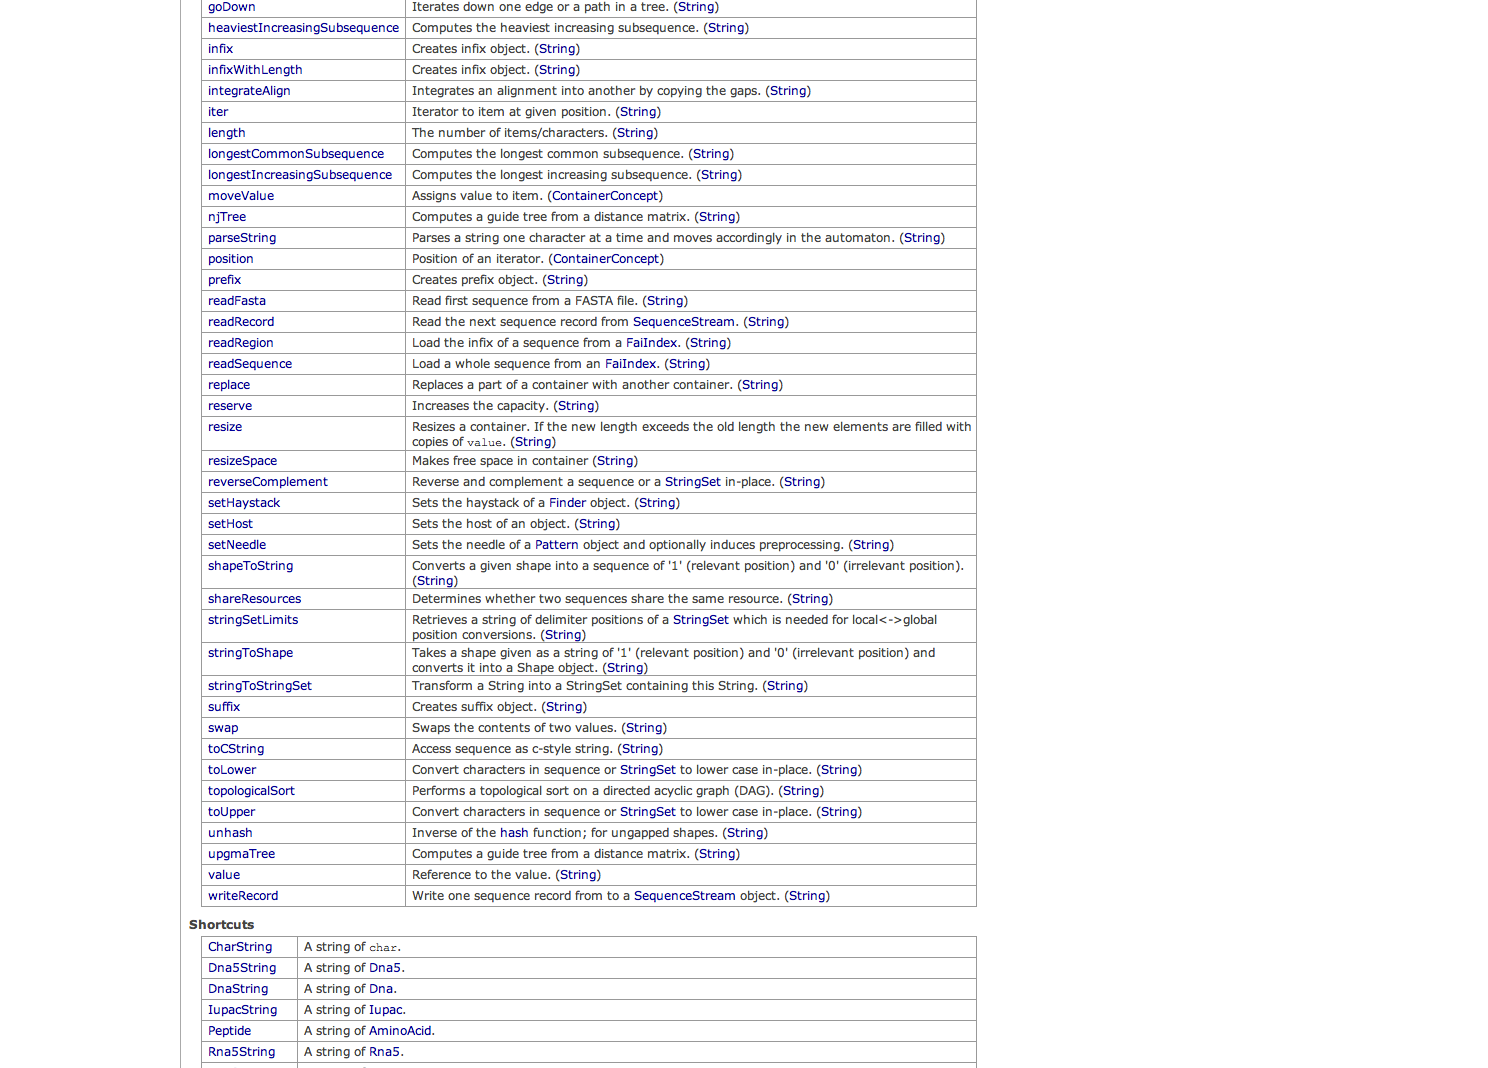 goDown Iterates down one edge or a path in a tree. (String)
heaviestIncreasingSubsequence Computes the heaviest increasing subsequence. (String)
infix Creates infix object. (String)
infixWithLength Creates infix object. (String)
integrateAlign Integrates an alignment into another by copying the gaps. (String)
iter Iterator to item at given position. (String)
length The number of items/characters. (String)
longestCommonSubsequence Computes the longest common subsequence. (String)
longestIncreasingSubsequence Computes the longest increasing subsequence. (String)
moveValue Assigns value to item. (ContainerConcept)
njTree Computes a guide tree from a distance matrix. (String)
parseString Parses a string one character at a time and moves accordingly in the automaton. (String)
position Position of an iterator. (ContainerConcept)
prefix Creates prefix object. (String)
readFasta Read first sequence from a FASTA file. (String)
readRecord Read the next sequence record from SequenceStream. (String)
readRegion Load the infix of a sequence from a FaiIndex. (String)
readSequence Load a whole sequence from an FaiIndex. (String)
replace Replaces a part of a container with another container. (String)
reserve Increases the capacity. (String)
resize Resizes a container. If the new length exceeds the old length the new elements are filled with
copies of value. (String)
resizeSpace Makes free space in container (String)
reverseComplement Reverse and complement a sequence or a StringSet in-place. (String)
setHaystack Sets the haystack of a Finder object. (String)
setHost Sets the host of an object. (String)
setNeedle Sets the needle of a Pattern object and optionally induces preprocessing. (String)
shapeToString Converts a given shape into a sequence of '1' (relevant position) and '0' (irrelevant position).
(String)
shareResources Determines whether two sequences share the same resource. (String)
stringSetLimits Retrieves a string of delimiter positions of a StringSet which is needed for local<->global
position conversions. (String)
stringToShape Takes a shape given as a string of '1' (relevant position) and '0' (irrelevant position) and
converts it into a Shape object. (String)
stringToStringSet Transform a String into a StringSet containing this String. (String)
suffix Creates suffix object. (String)
swap Swaps the contents of two values. (String)
toCString Access sequence as c-style string. (String)
toLower Convert characters in sequence or StringSet to lower case in-place. (String)
topologicalSort Performs a topological sort on a directed acyclic graph (DAG). (String)
toUpper Convert characters in sequence or StringSet to lower case in-place. (String)
unhash Inverse of the hash function; for ungapped shapes. (String)
upgmaTree Computes a guide tree from a distance matrix. (String)
value Reference to the value. (String)
writeRecord Write one sequence record from to a SequenceStream object. (String)
Shortcuts
CharString A string of char.
Dna5String A string of Dna5.
DnaString A string of Dna.
IupacString A string of Iupac.
Peptide A string of AminoAcid.
Rna5String A string of Rna5.